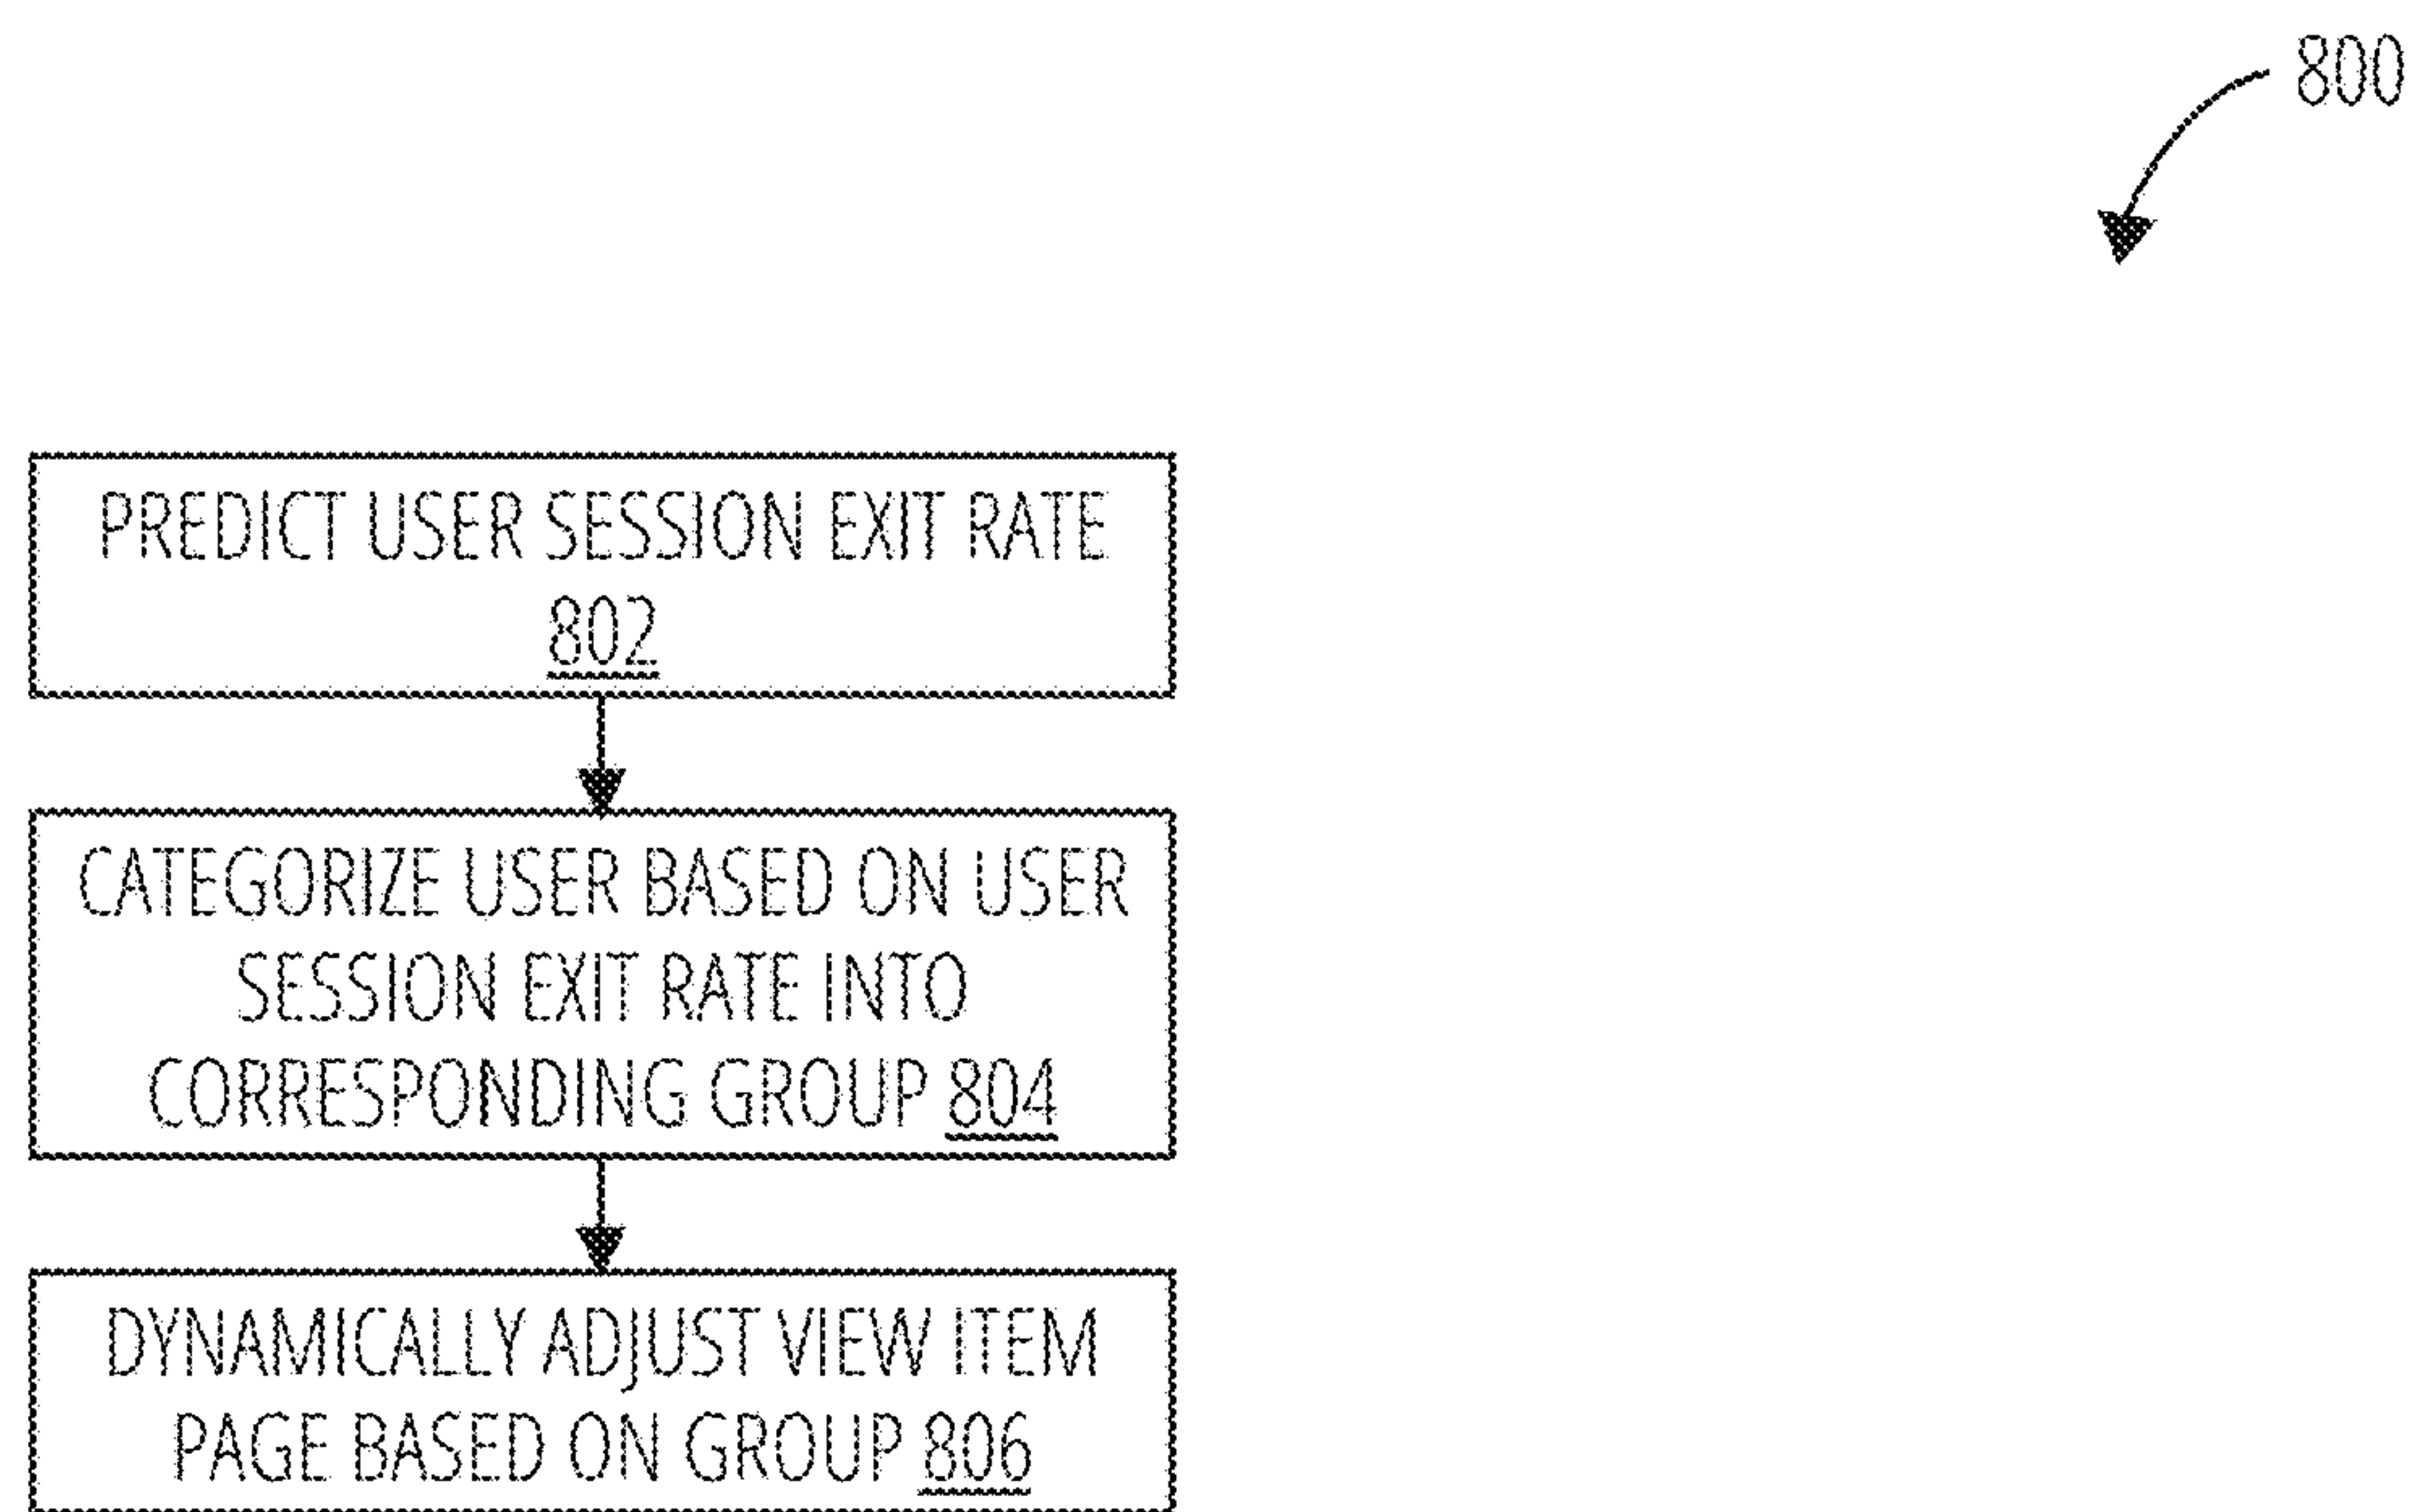 800
PREDICT USER SESSION EXIT RATE
802
CATEGORIZE USER BASED ON USER
SESSION EXIT RATE INTO
CORRESPONDING GROUP 804
DYNAMICALLY ADJUST VIEW ITEM
PAGE BASED ON GROUP 806